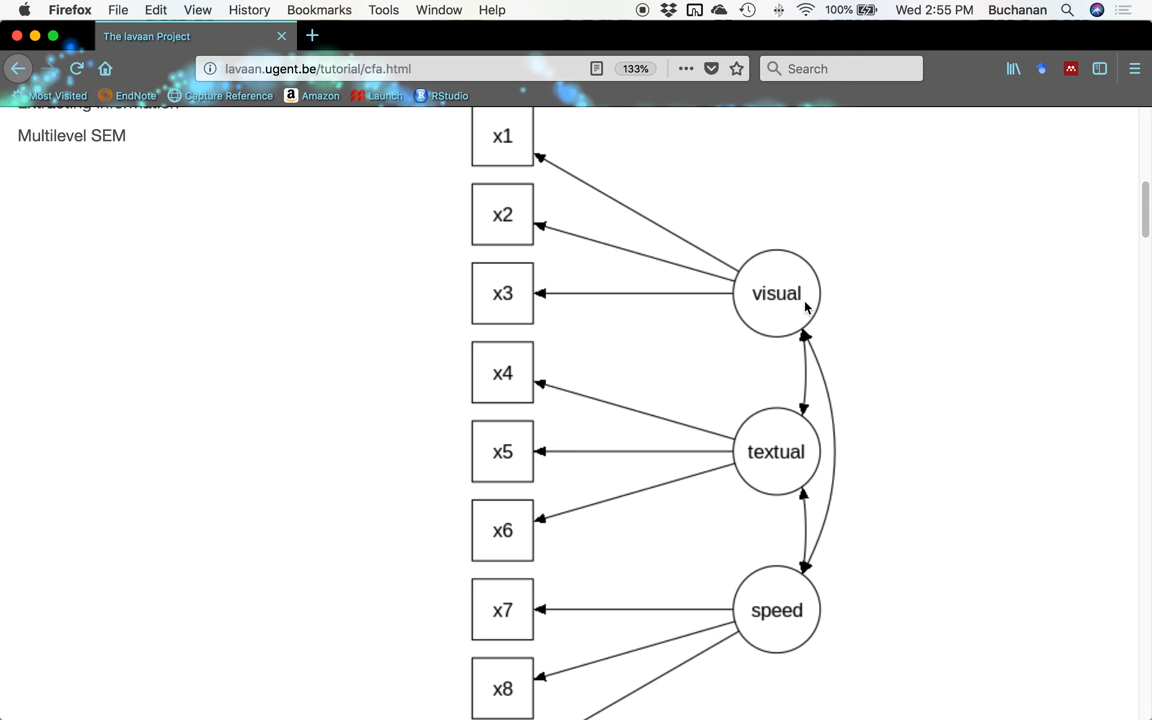 Firefox File Edit View History Bookmarks Tools Window Help 100% Wed 2:55 PM Buchanan
The lavaan Project
lavaan.ugent.be/tutorial/cfa.html 133% Search
Most Visited EndNote Capture Reference Amazon Launch RStudio
Extracting information
Multilevel SEM
x1
x2
x3
visual
x4
x5
textual
x6
x7
speed
x8